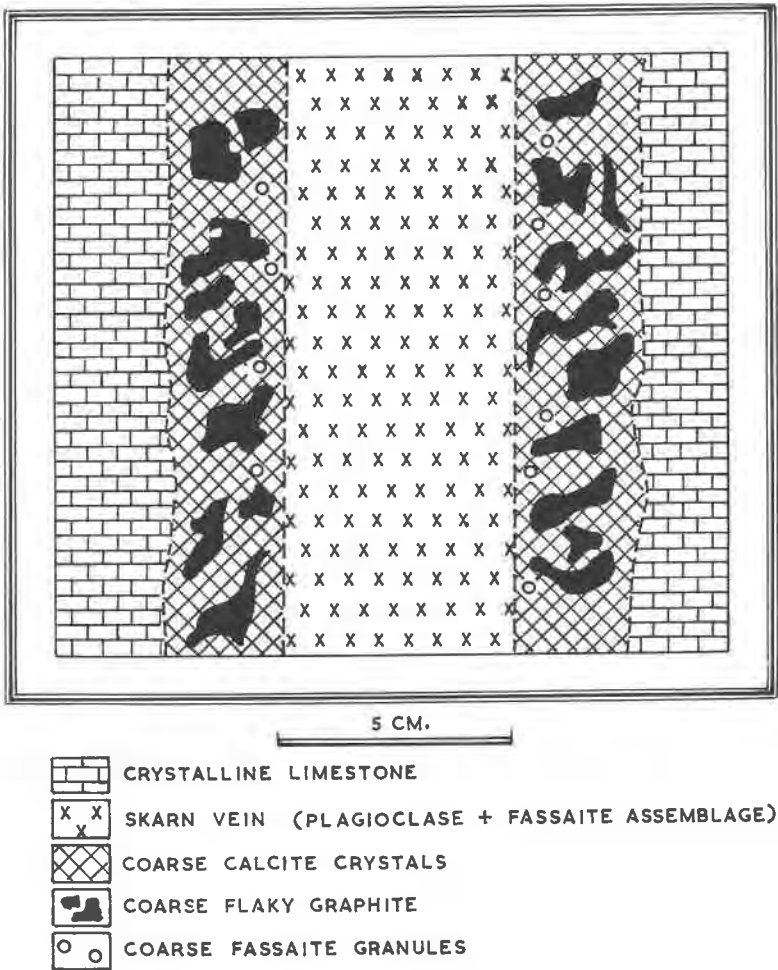 5 CM.
CRYSTALLINE LIMESTONE
SKARN VEIN (PLAGIOCLASE + FASSAITE ASSEMBLAGE)
COARSE CALCITE CRYSTALS
COARSE FLAKY GRAPHITE
COARSE FASSAITE GRANULES